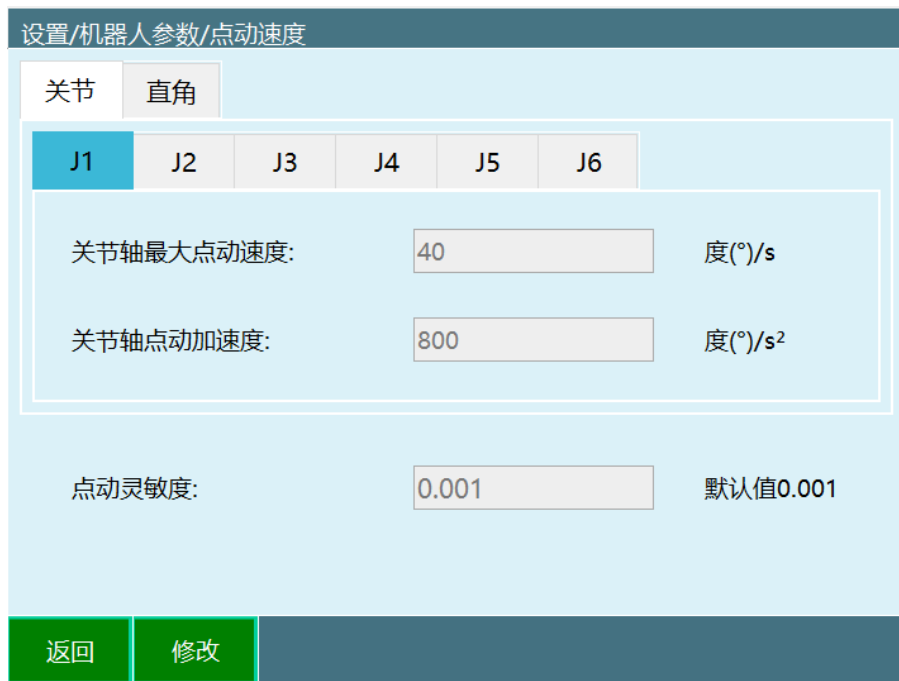 设置/机器人参数/点动速度
关节 直角
J1 J2 J3 J4 J5 J6
关节轴最大点动速度: 40 度(°)/s
关节轴点动加速度: 800 度(°)/s²
点动灵敏度: 0.001 默认值0.001
返回 修改